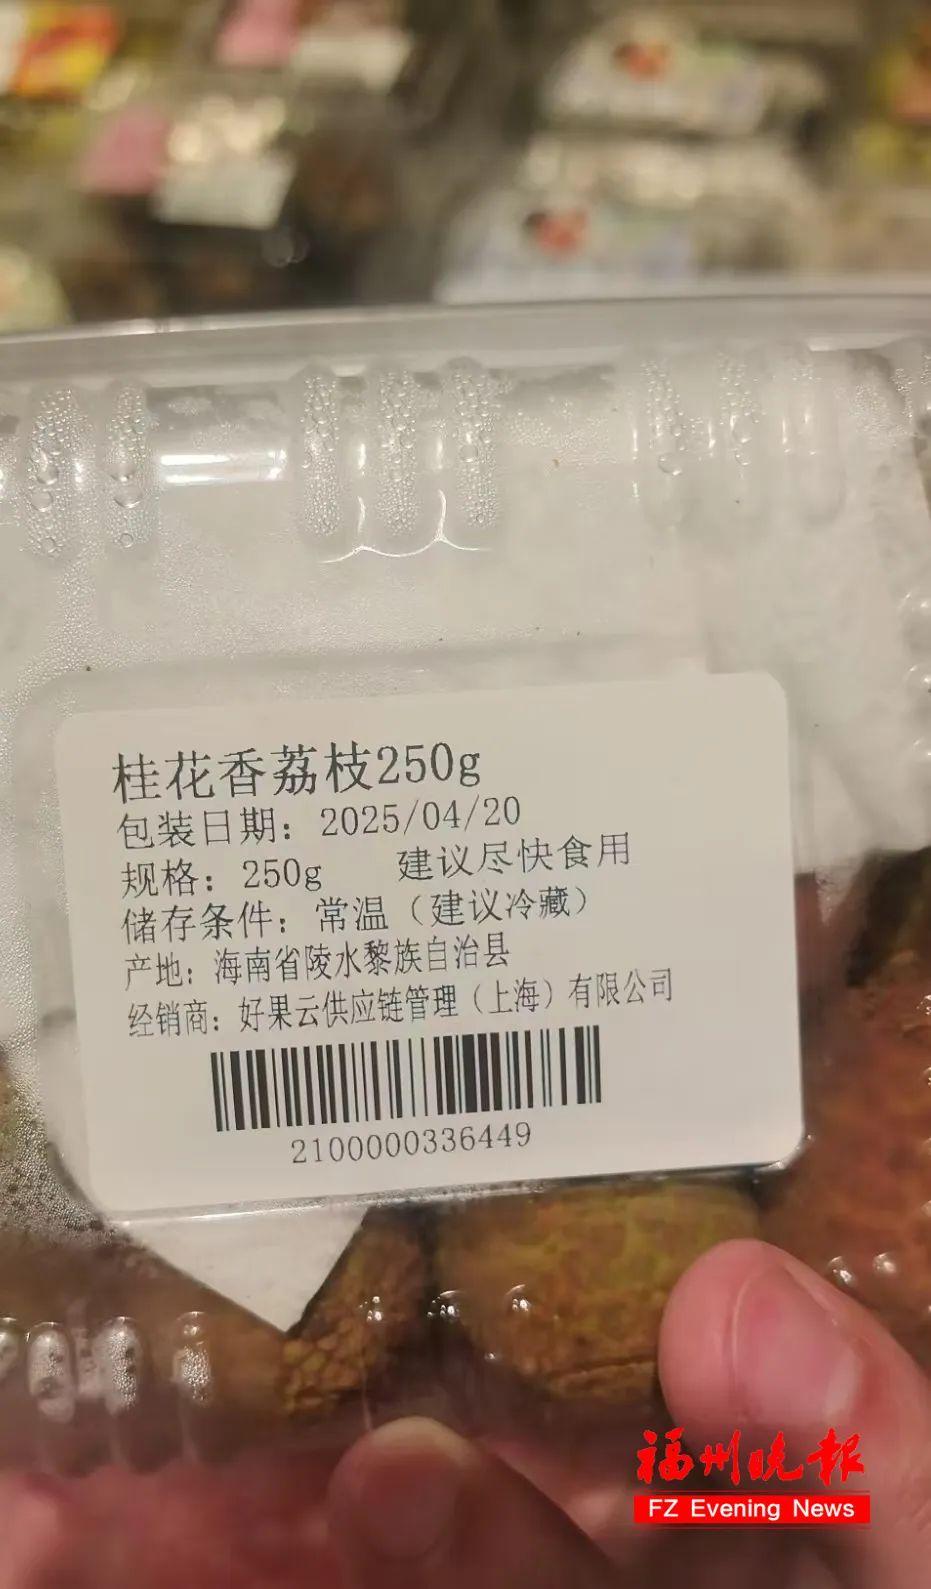 桂花香荔枝250g
包装日期：2025/04/20
规格：250g 建议尽快食用
储存条件：常温（建议冷藏）
产地：海南省陵水黎族自治县
经销商：好果云供应链管理（上海）有限公司
2100000336449
福州晚报
FZ Evening News